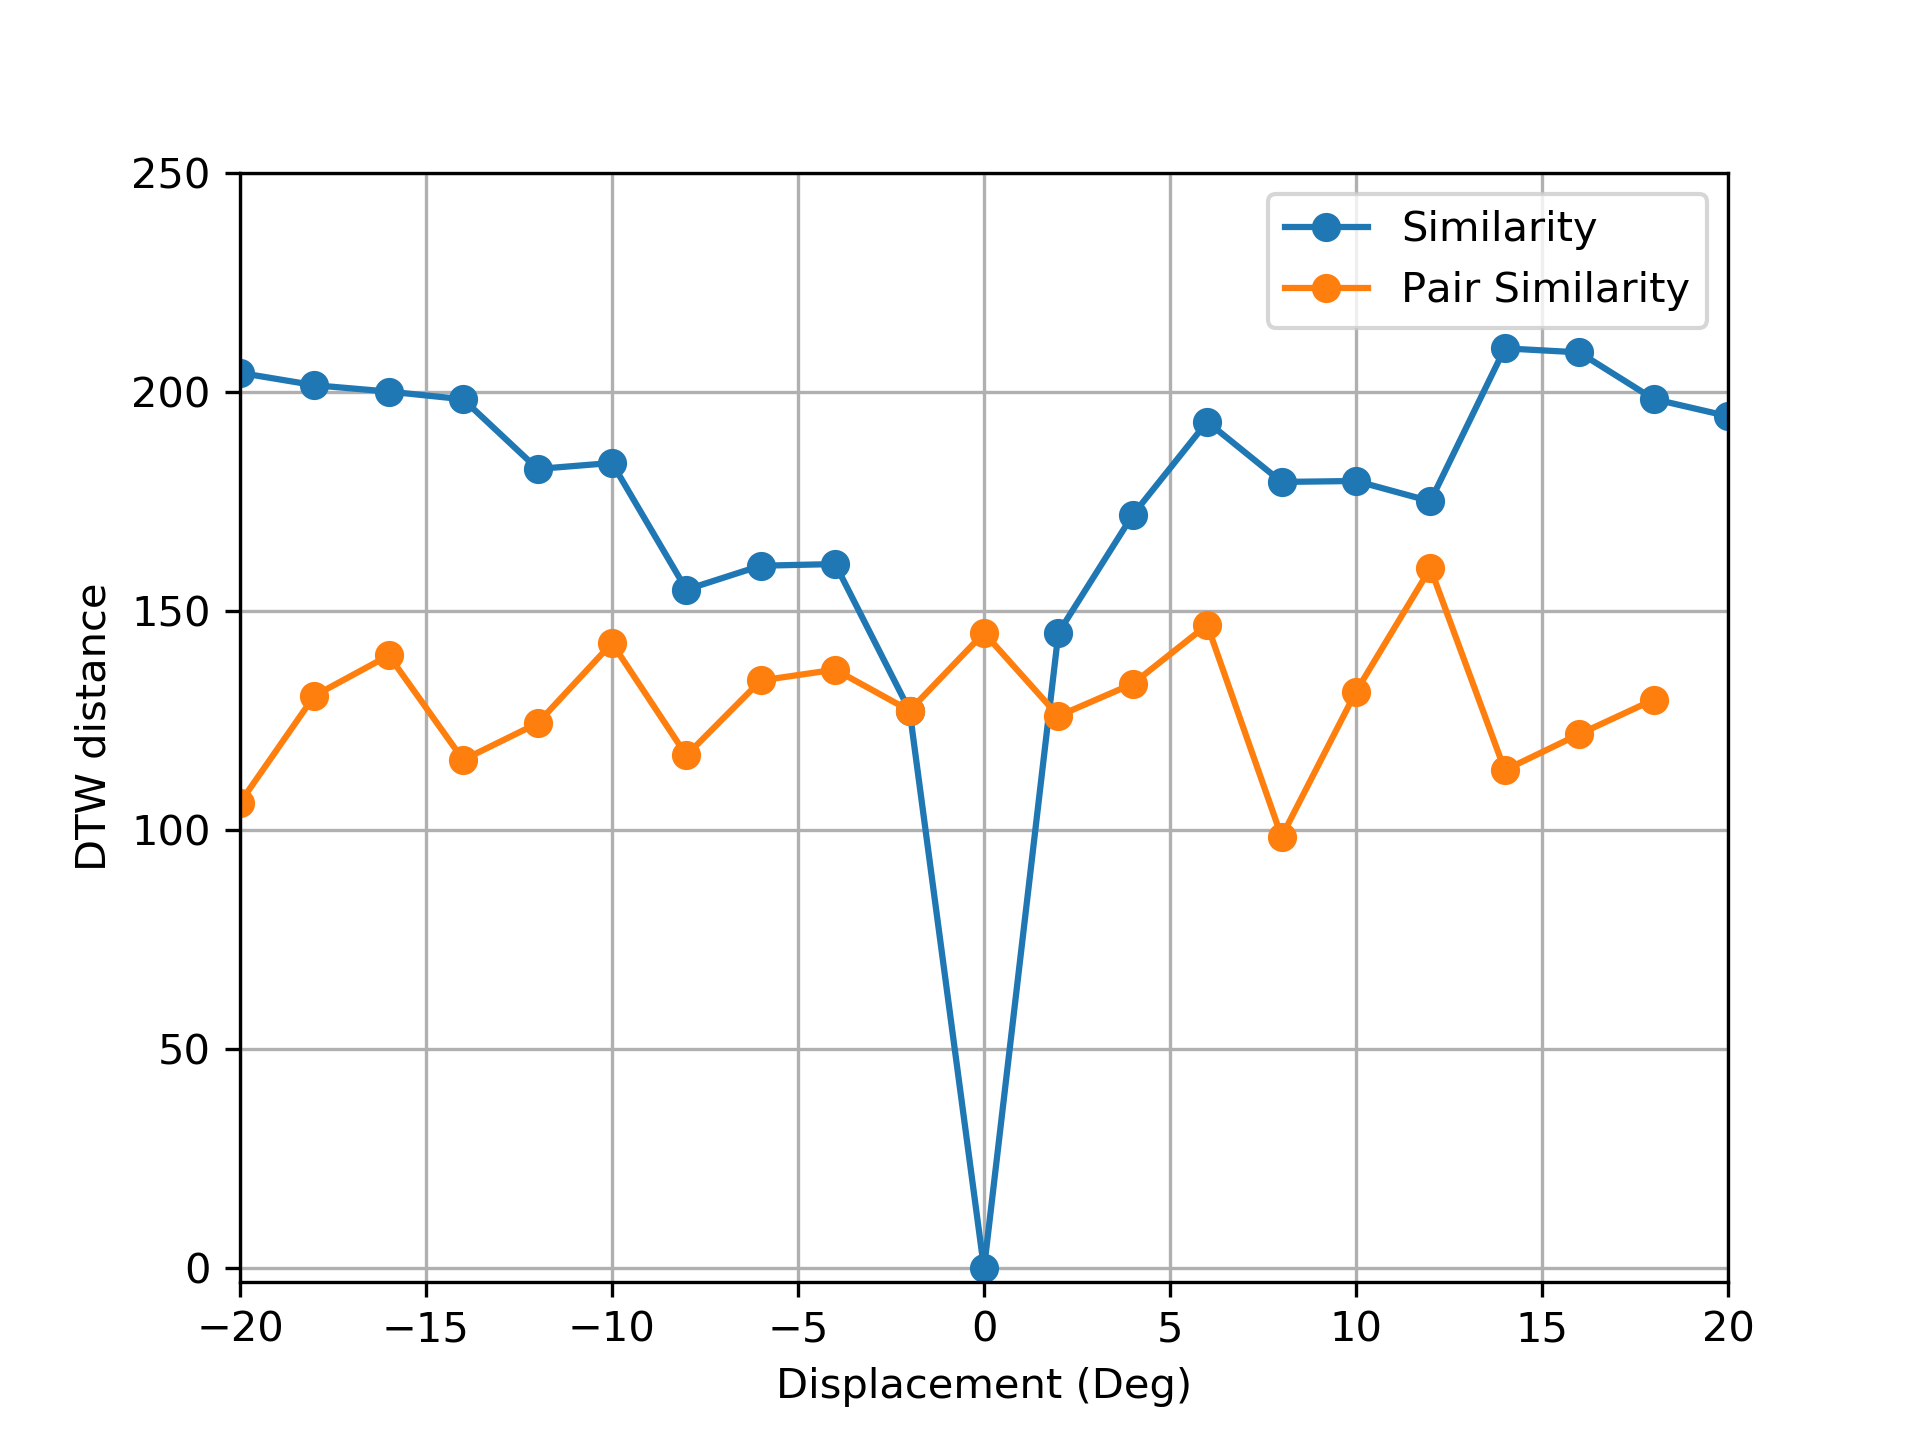 250
200
150
100
50
0
DTW distance
Similarity
Pair Similarity
−20 −15 −10 −5 0 5 10 15 20
Displacement (Deg)